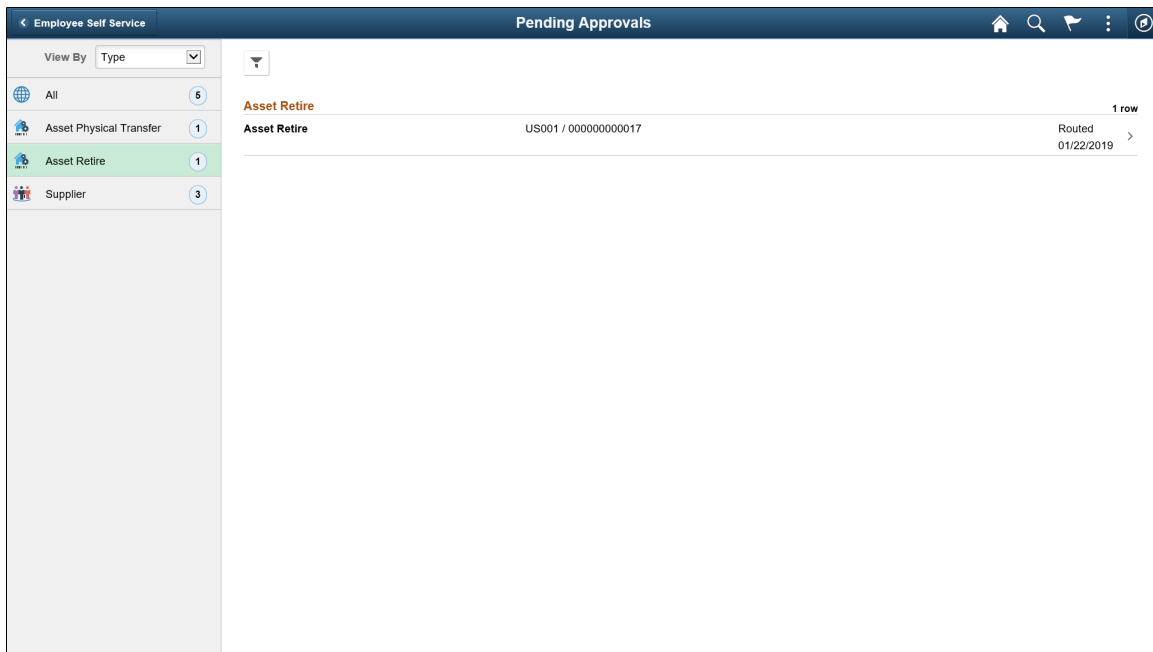 Employee Self Service
Pending Approvals
View By Type
All 5
Asset Physical Transfer 1
Asset Retire 1
Supplier 3
Asset Retire
1 row
Asset Retire US001 / 000000000017 Routed
01/22/2019